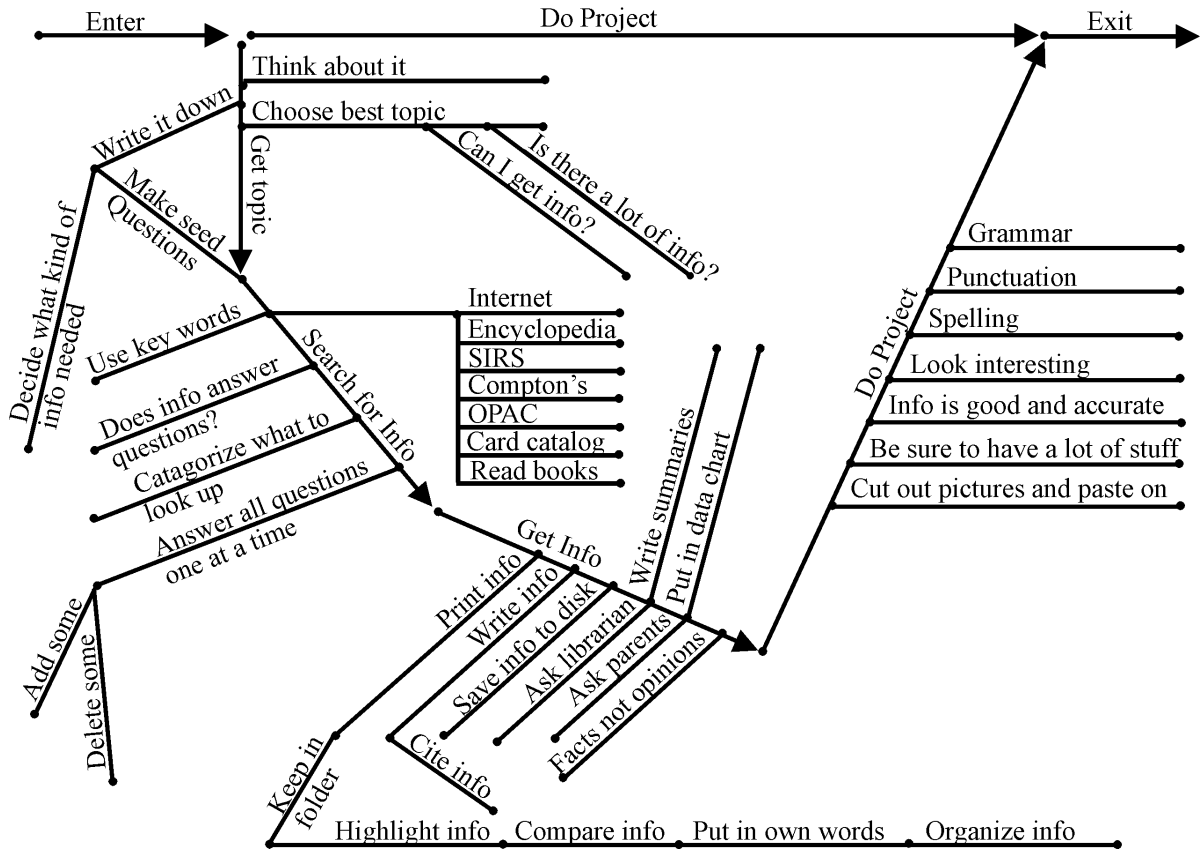 Enter
Do Project
Exit
Think about it
Write it down
Choose best topic
Get topic
Can I get info?
Is there a lot of info?
Make seed
Questions
Decide what kind of
info needed
Use key words
Search for Info
Does info answer
questions?
Catagorize what to
look up
Answer all questions
one at a time
Add some
Delete some
Internet
Encyclopedia
SIRS
Compton's
OPAC
Card catalog
Read books
Get Info
Print info
Write info
Save info to disk
Ask librarian
Ask parents
Facts not opinions
Write summaries
Put in data chart
Keep in
folder
Cite info
Highlight info
Compare info
Put in own words
Organize info
Do Project
Grammar
Punctuation
Spelling
Look interesting
Info is good and accurate
Be sure to have a lot of stuff
Cut out pictures and paste on